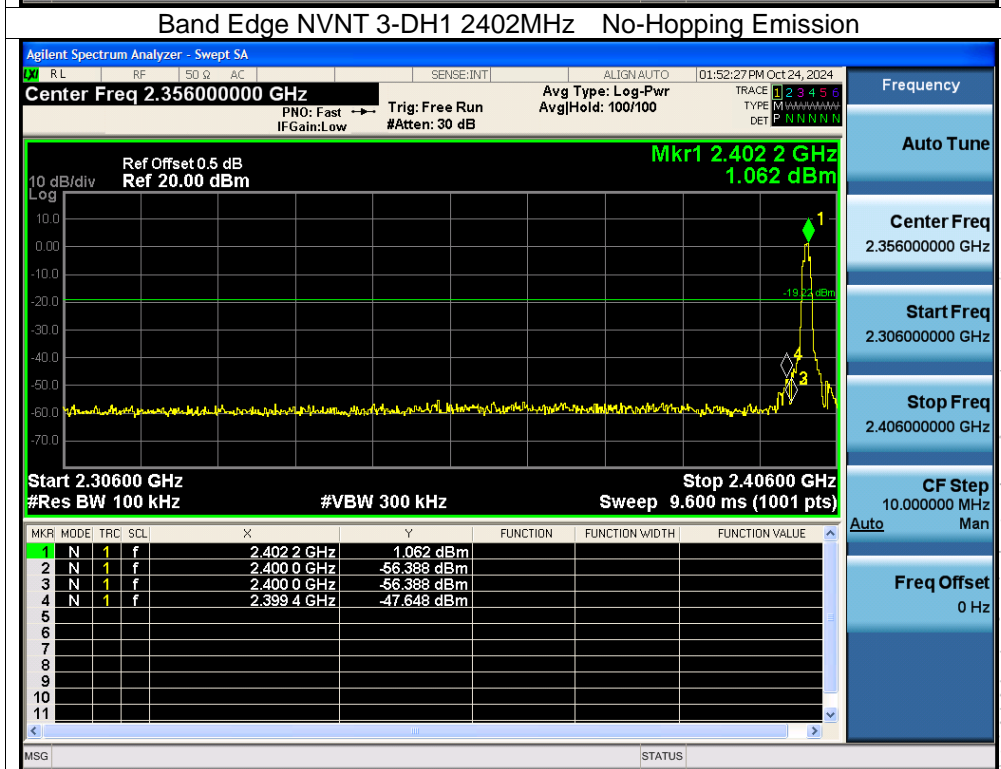 Band Edge NVNT 3-DH1 2402MHz No-Hopping Emission
Agilent Spectrum Analyzer - Swept SA
LXI RL RF 50 Ω AC SENSE:INT ALIGN AUTO 01:52:27 PM Oct 24, 2024
Center Freq 2.356000000 GHz
PNO: Fast
IFGain:Low
Trig: Free Run
#Atten: 30 dB
Avg Type: Log-Pwr
Avg|Hold: 100/100
TRACE 1 2 3 4 5 6
TYPE M W W W W W
DET P N N N N N
Mkr1 2.402 2 GHz
1.062 dBm
Ref Offset 0.5 dB
10 dB/div Ref 20.00 dBm
Log
10.0
0.00
-10.0
-20.0
-30.0
-40.0
-50.0
-60.0
-70.0
1
-19.22 dBm
4
3
Start 2.30600 GHz Stop 2.40600 GHz
#Res BW 100 kHz #VBW 300 kHz Sweep 9.600 ms (1001 pts)
MKR MODE TRC SCL X Y FUNCTION FUNCTION WIDTH FUNCTION VALUE
1 N 1 f 2.402 2 GHz 1.062 dBm
2 N 1 f 2.400 0 GHz -56.388 dBm
3 N 1 f 2.400 0 GHz -56.388 dBm
4 N 1 f 2.399 4 GHz -47.648 dBm
5
6
7
8
9
10
11
MSG STATUS
Frequency
Auto Tune
Center Freq
2.356000000 GHz
Start Freq
2.306000000 GHz
Stop Freq
2.406000000 GHz
CF Step
10.000000 MHz
Auto Man
Freq Offset
0 Hz